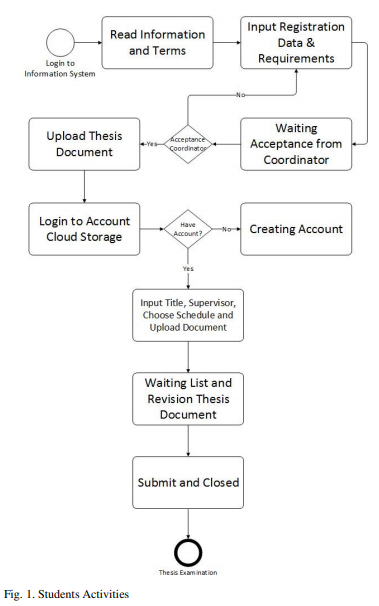 Login to
Information System
Read Information
and Terms
Input Registration
Data &
Requirements
No
Upload Thesis
Document
Yes
Acceptance
Coordinator
Waiting
Acceptance from
Coordinator
Login to Account
Cloud Storage
Have
Account?
No
Creating Account
Yes
Input Title, Supervisor,
Choose Schedule and
Upload Document
Waiting List and
Revision Thesis
Document
Submit and Closed
Thesis Examination
Fig. 1. Students Activities